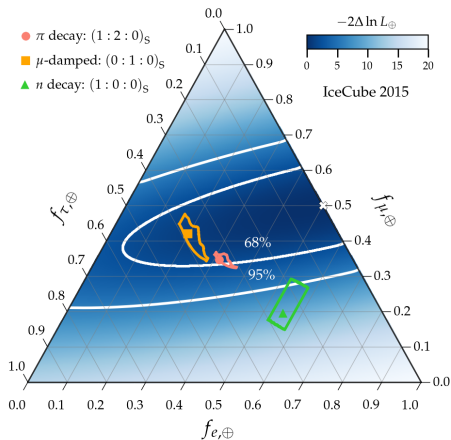 π decay: (1 : 2 : 0)S
μ-damped: (0 : 1 : 0)S
n decay: (1 : 0 : 0)S
−2Δ ln L⊕
0 5 10 15 20
IceCube 2015
0.0
0.1
0.2
0.3
0.4
0.5
0.6
0.7
0.8
0.9
1.0
fτ,⊕
1.0
0.9
0.8
0.7
0.6
0.5
0.4
0.3
0.2
0.1
0.0
fμ,⊕
68%
95%
0.0 0.1 0.2 0.3 0.4 0.5 0.6 0.7 0.8 0.9 1.0
fe,⊕